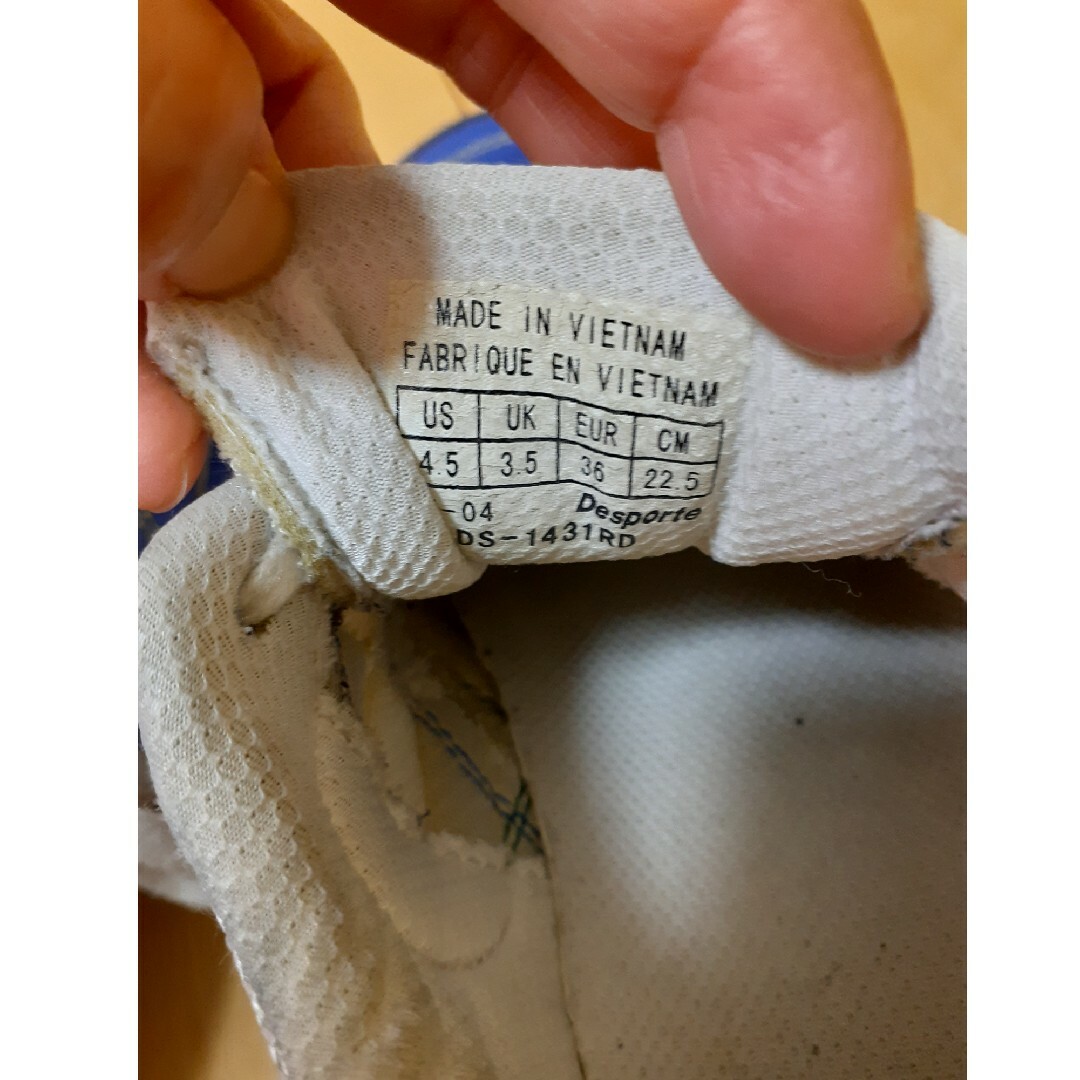 MADE IN VIETNAM
FABRIQUE EN VIETNAM
US UK EUR CM
4.5 3.5 36 22.5
-04 Desporte
DS-1431RD